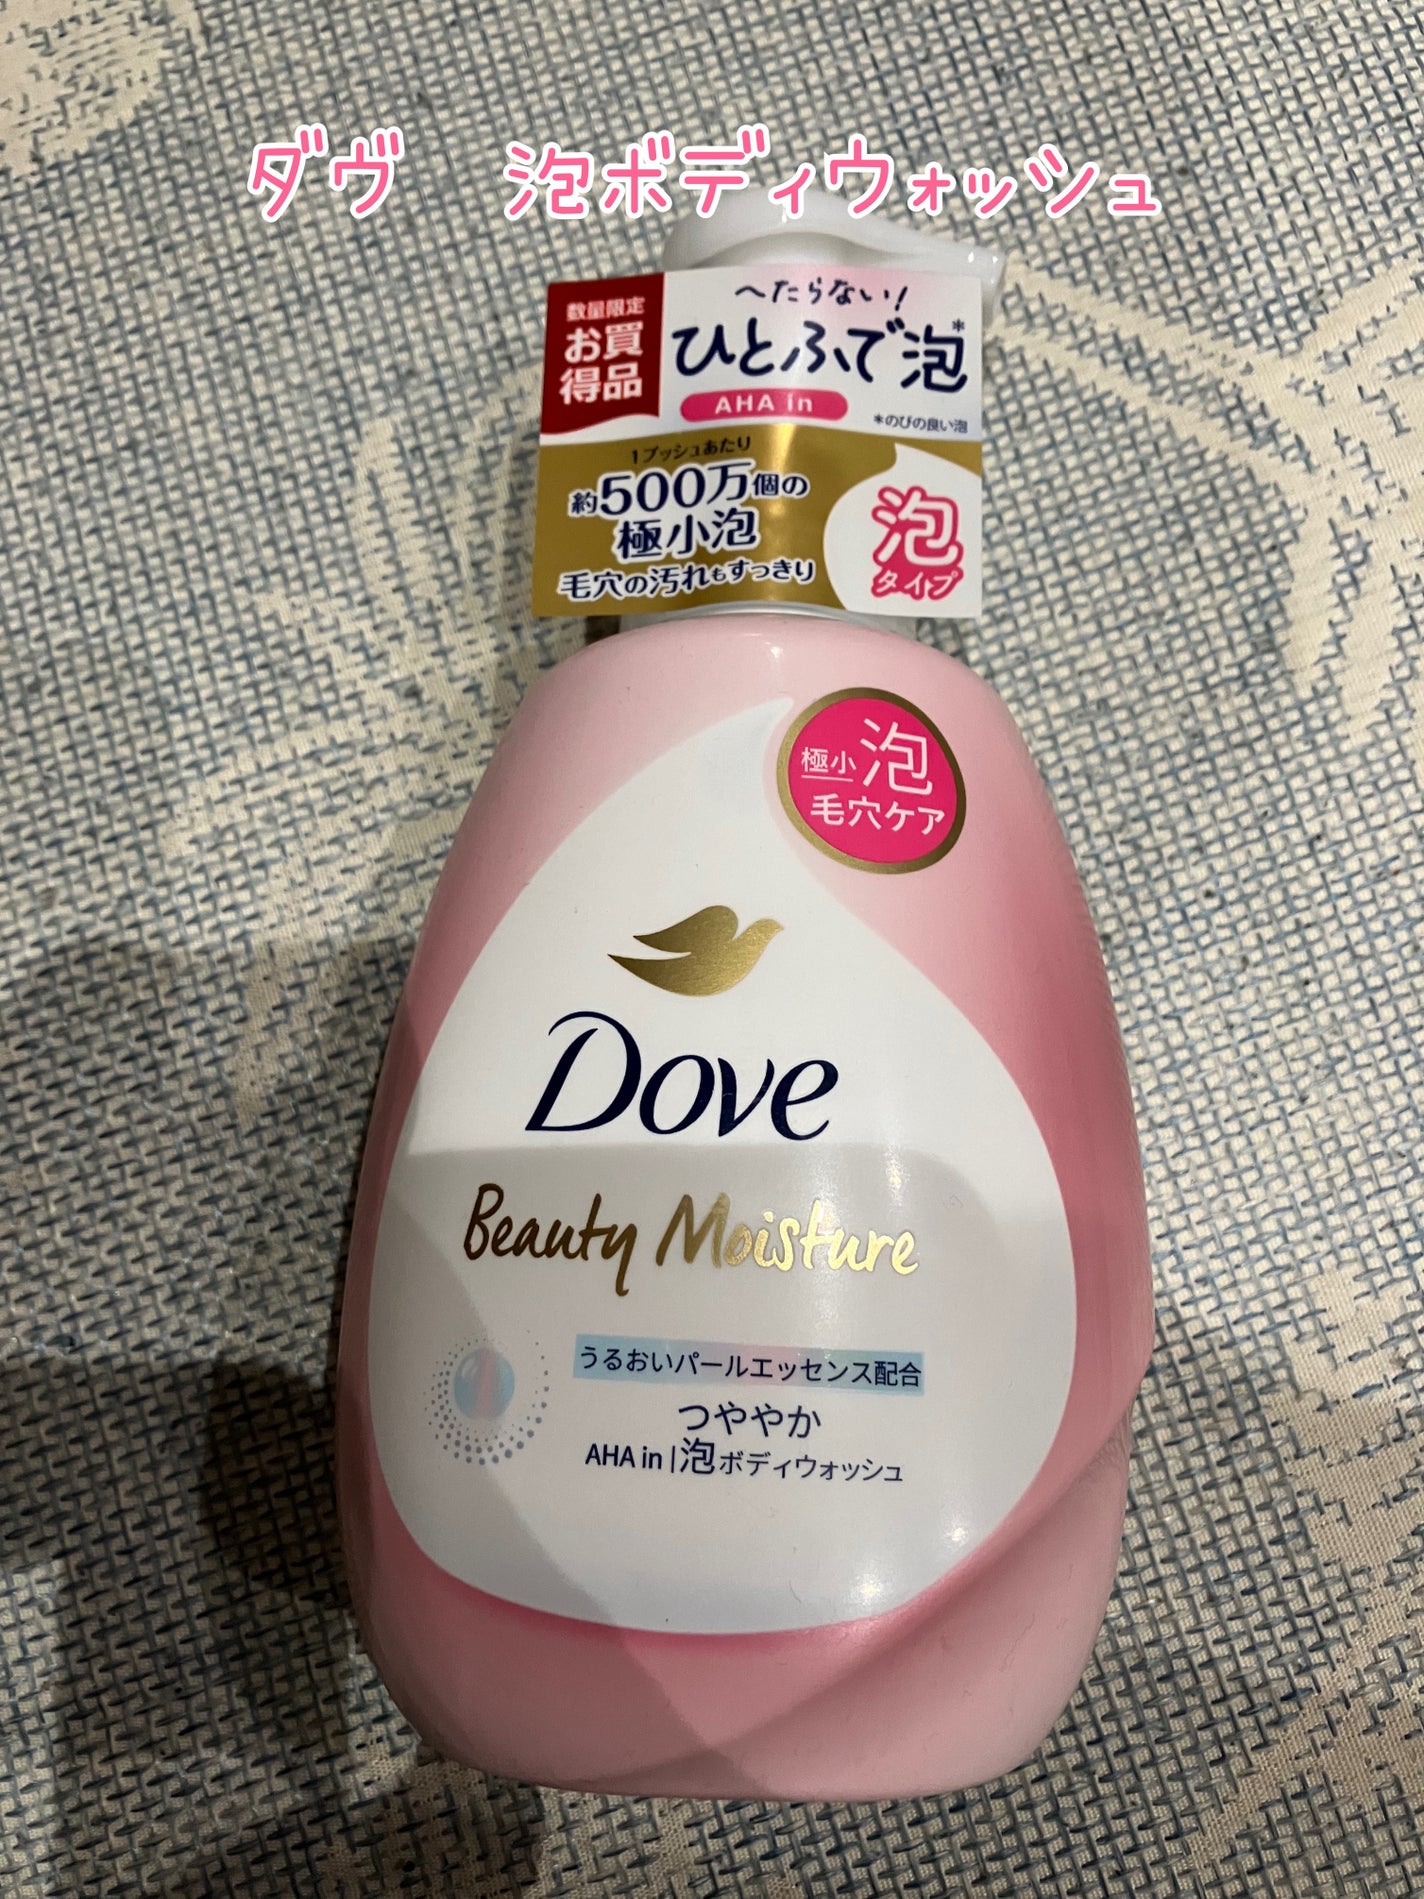 ダヴ　泡ボディウォッシュ
数量限定
お買
得品
へたらない!
ひとふで泡*
AHA in
*のびの良い泡
1プッシュあたり
約500万個の
極小泡
毛穴の汚れもすっきり
泡
タイプ
極小泡
毛穴ケア
Dove
Beauty Moisture
うるおいパールエッセンス配合
つややか
AHA in | 泡ボディウォッシュ